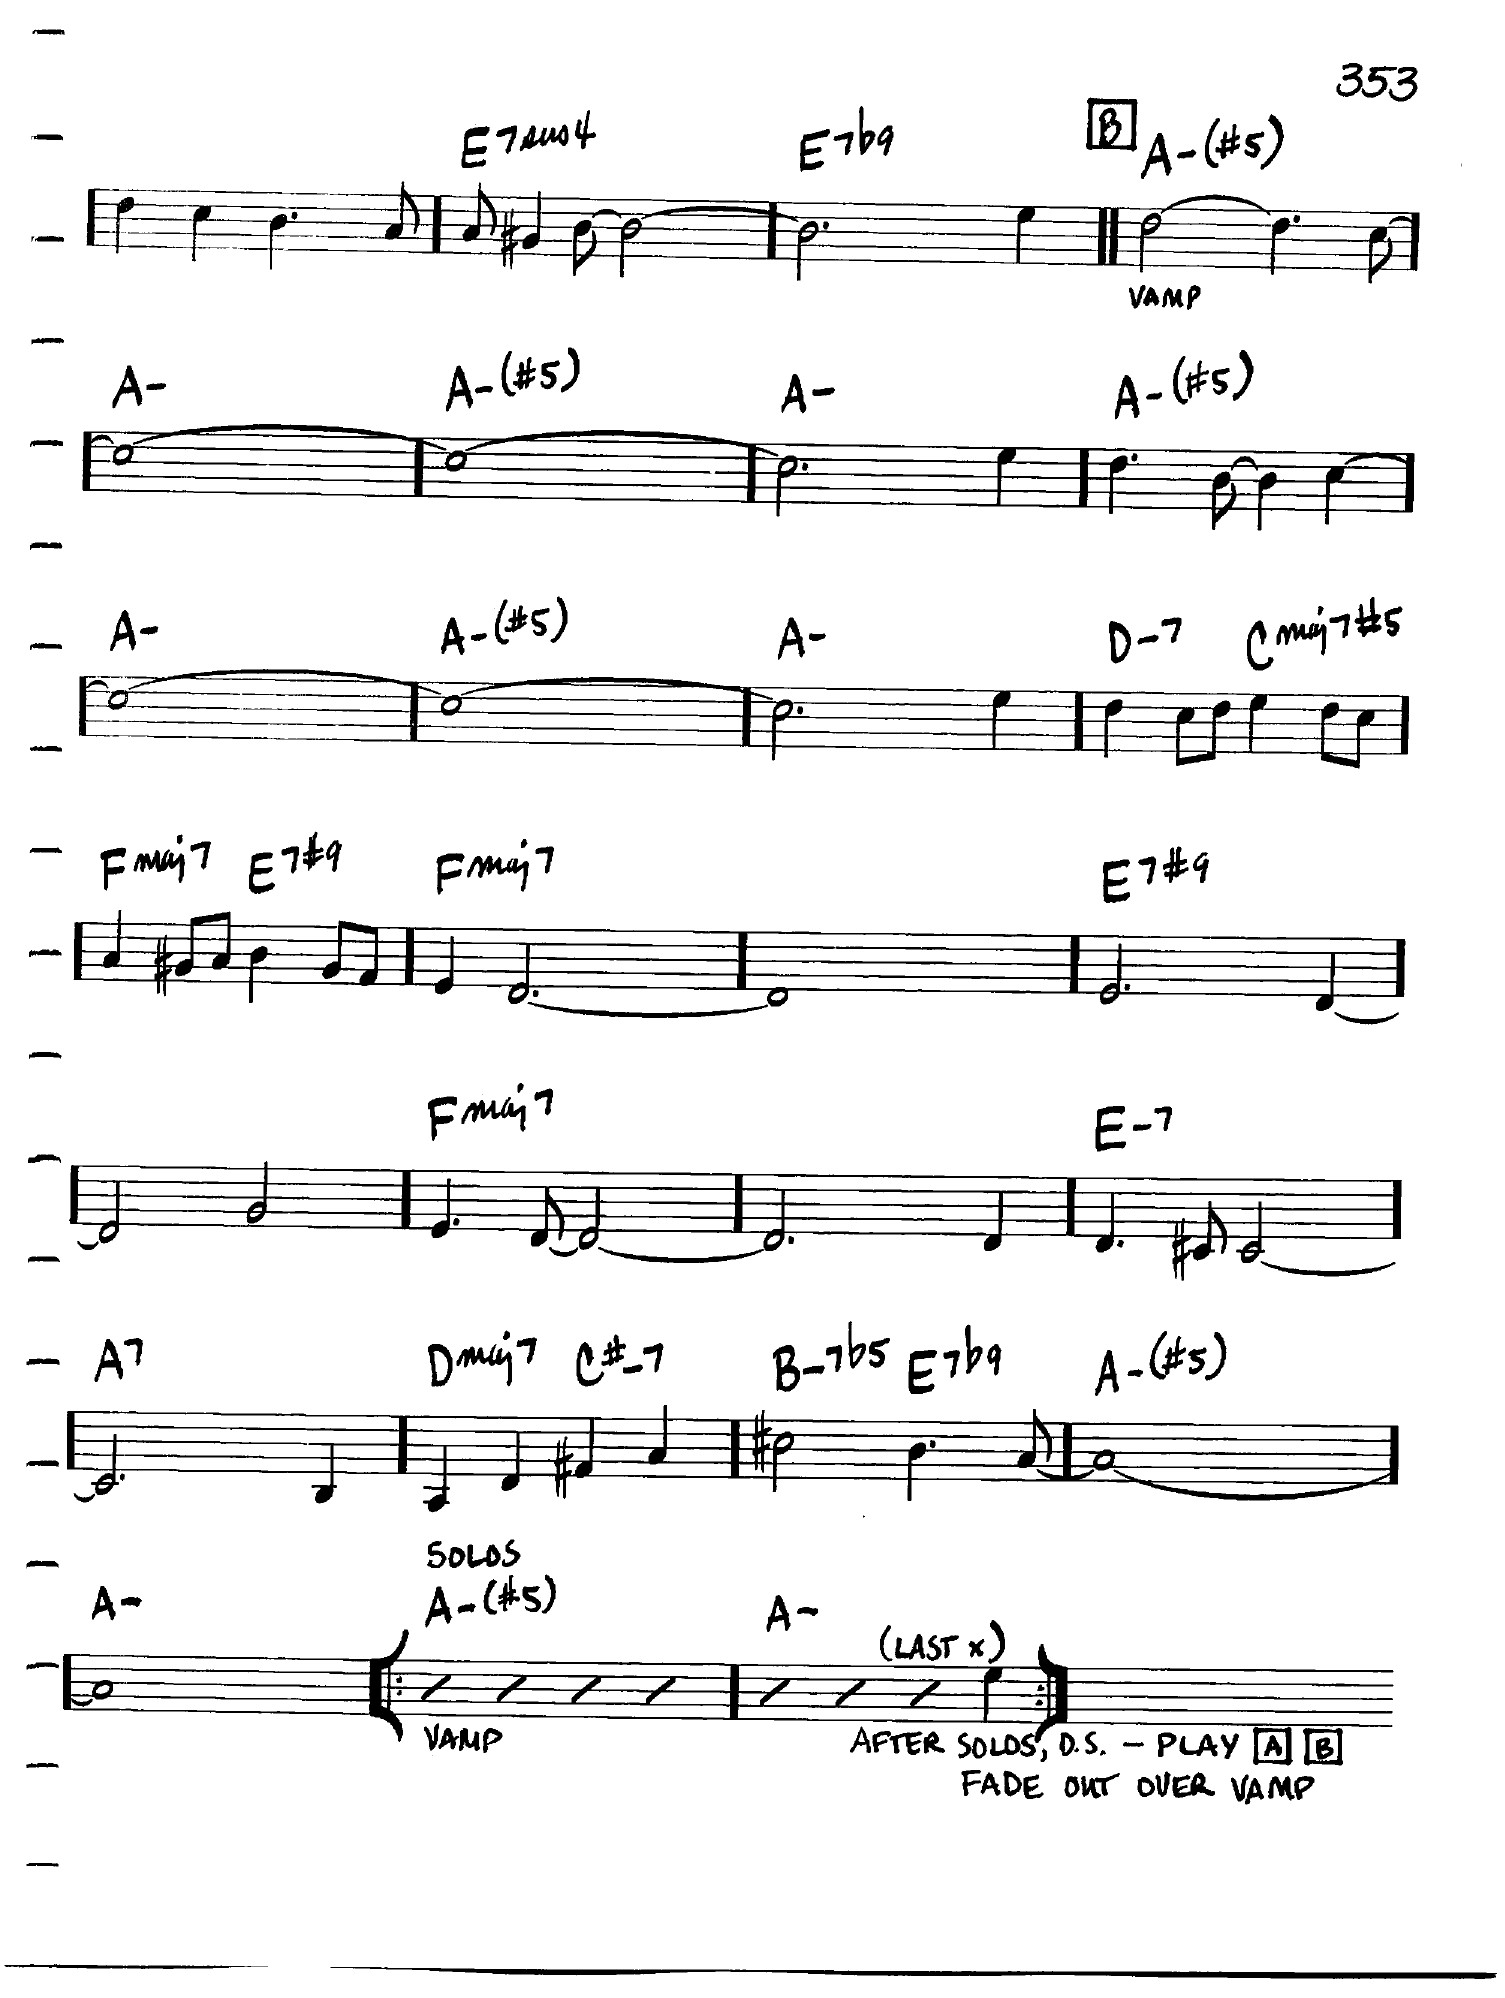 353
E7sus4 E7b9 B A-(#5)
VAMP
A- A-(#5) A- A-(#5)
A- A-(#5) A- D-7 Cmaj7#5
Fmaj7 E7#9 Fmaj7 E7#9
Fmaj7 E-7
A7 Dmaj7 C#-7 B-7b5 E7b9 A-(#5)
SOLOS
A- A-(#5) A-
(LAST x)
VAMP AFTER SOLOS, D.S. – PLAY A B
FADE OUT OVER VAMP